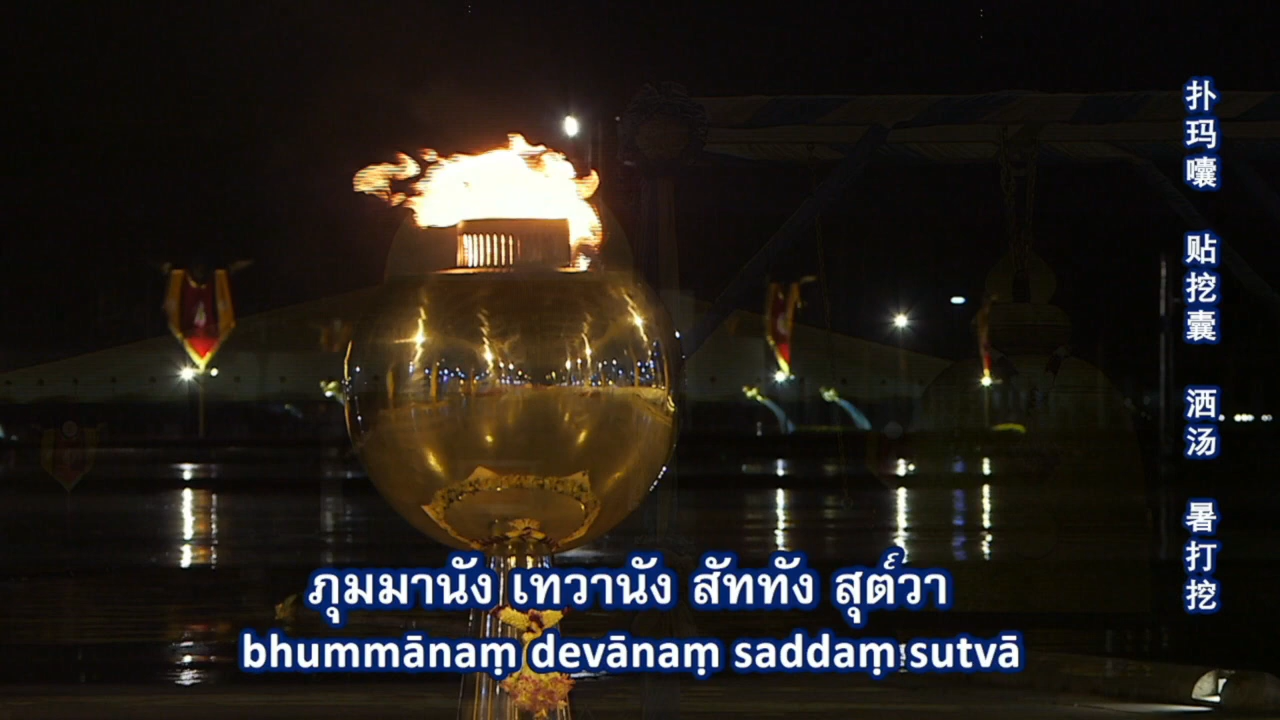 扑玛囔 贴挖囊 洒汤 暑打挖
ภุมมานัง เทวานัง สัททัง สุต๎วา
bhummānaṃ devānaṃ saddaṃ sutvā